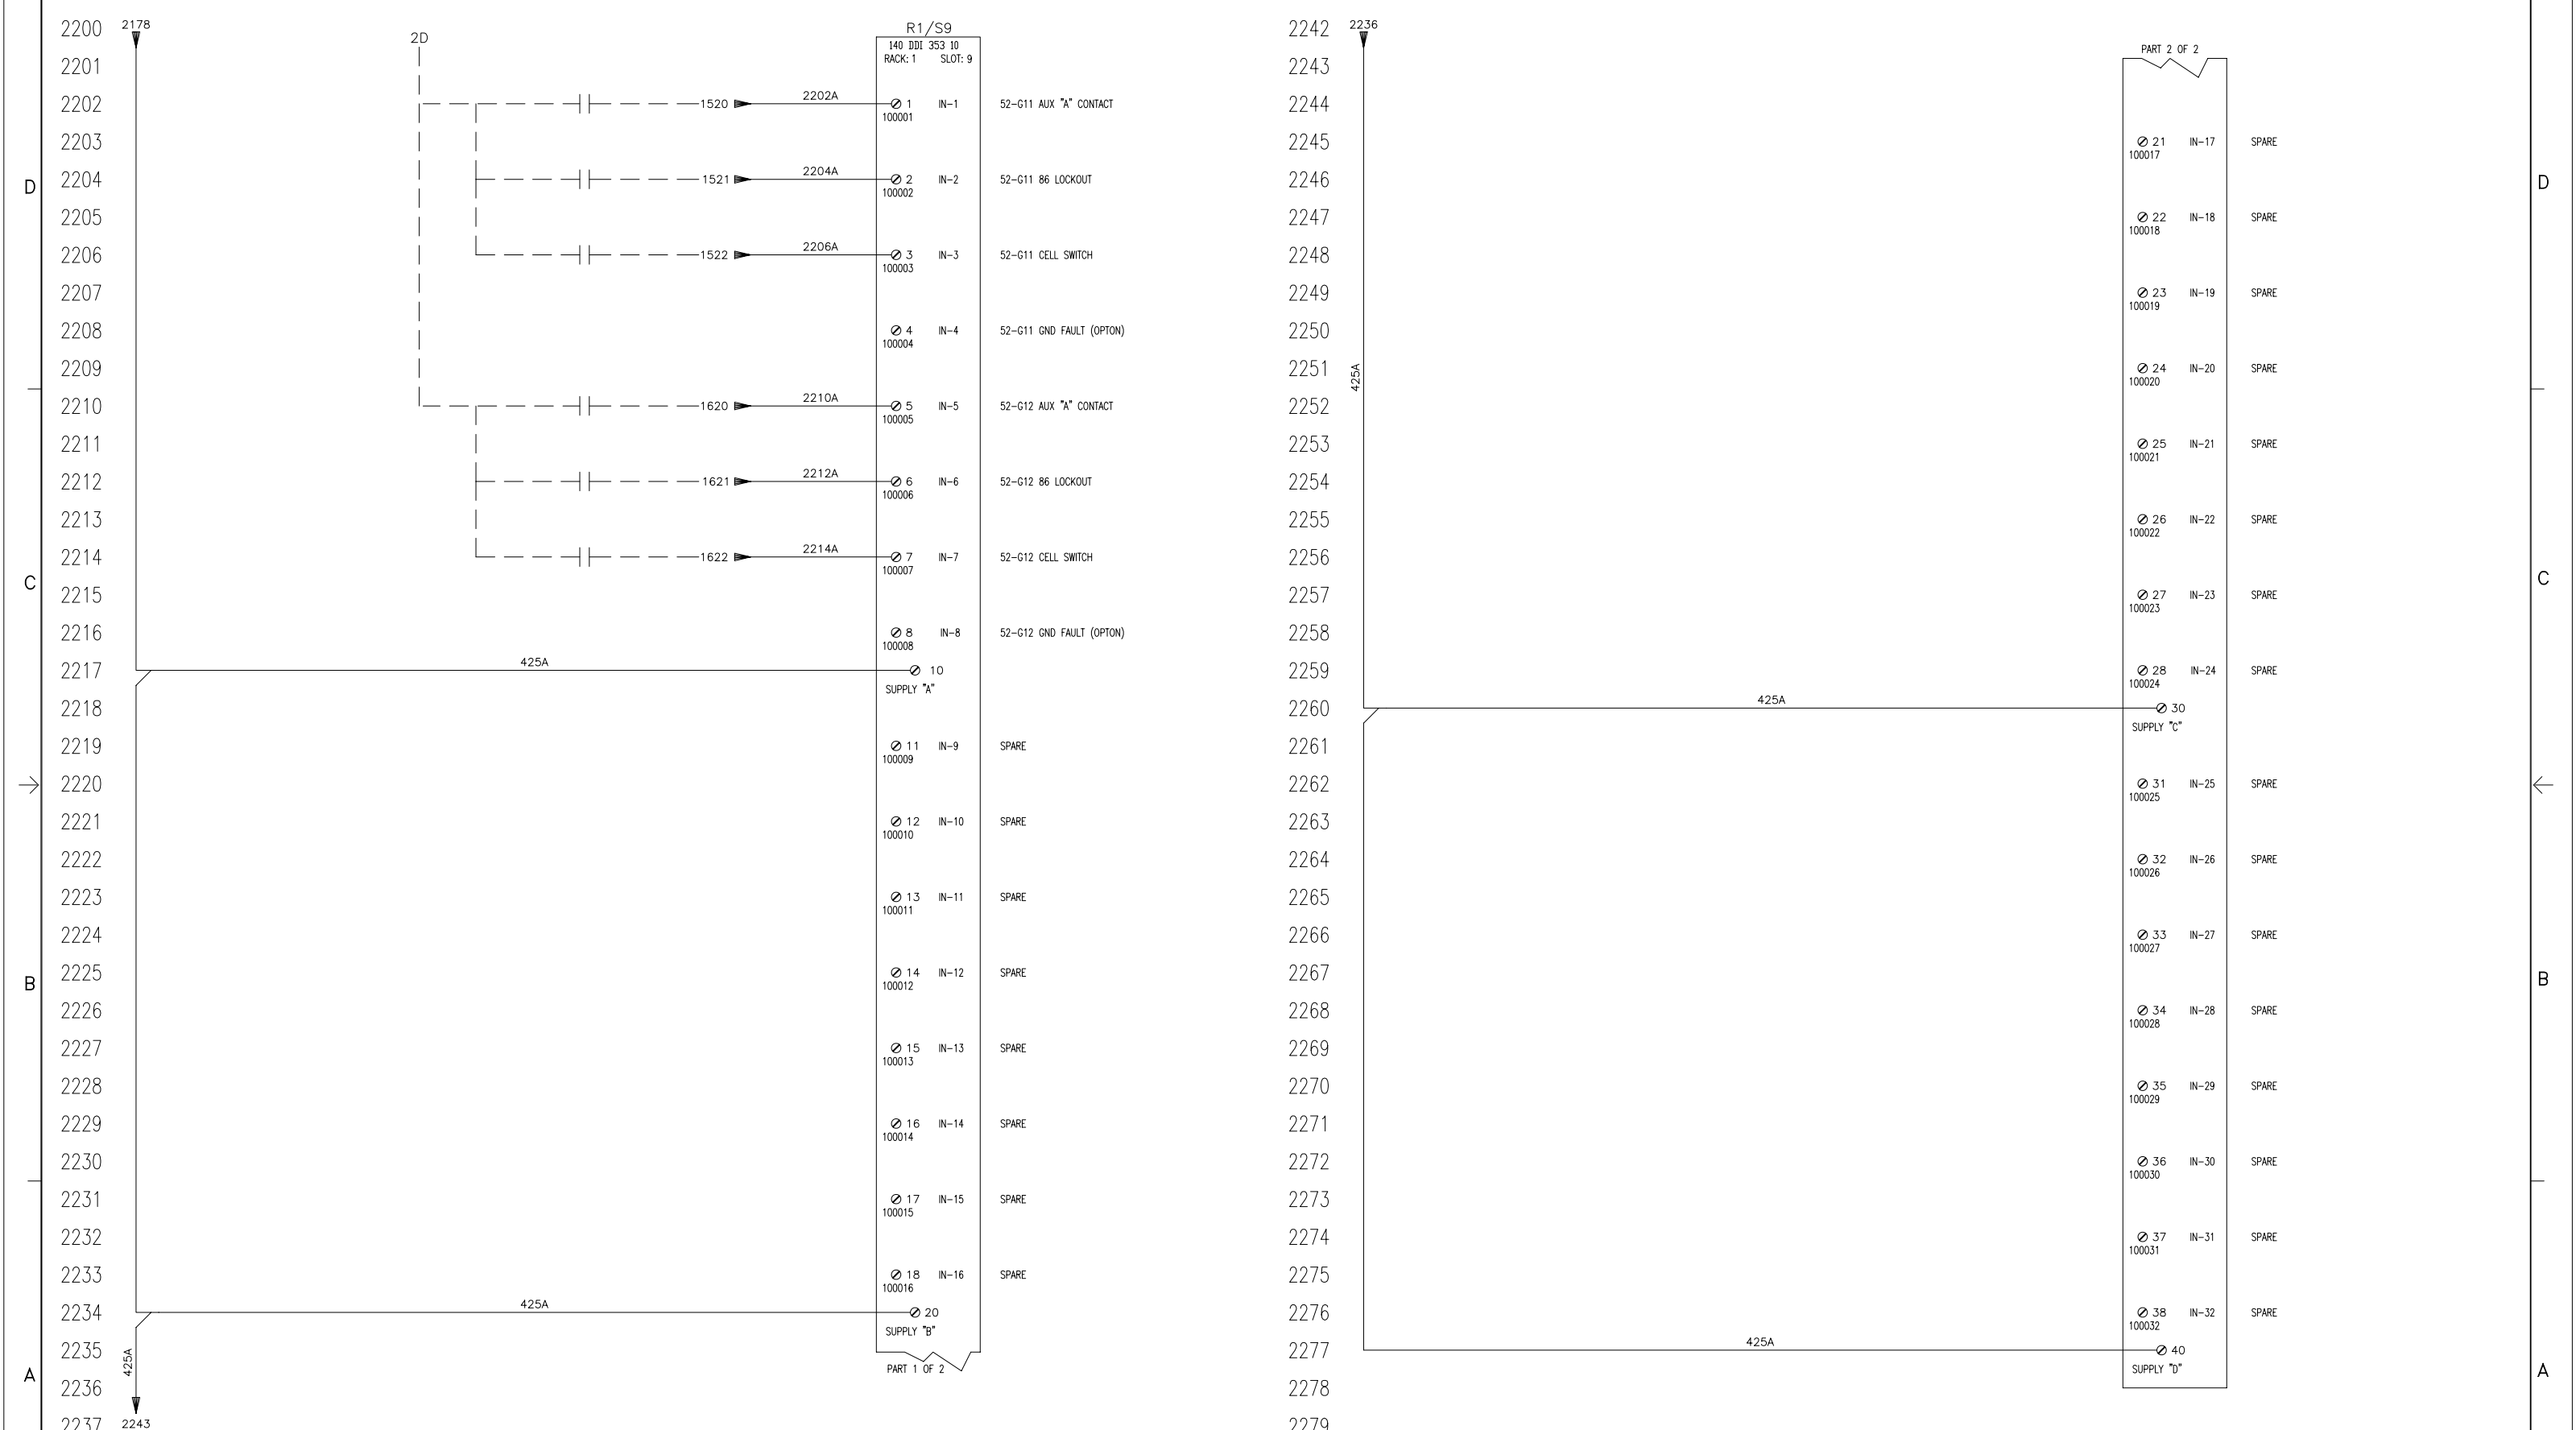 2200 2178 2D R1/S9
140 DDI 353 10
2201 RACK: 1 SLOT: 9
2202 1520 2202A 1 IN-1 52-G11 AUX "A" CONTACT
100001
2203
D 2204 1521 2204A 2 IN-2 52-G11 86 LOCKOUT
100002
2205
2206 1522 2206A 3 IN-3 52-G11 CELL SWITCH
100003
2207
2208 4 IN-4 52-G11 GND FAULT (OPTON)
100004
2209
2210 1620 2210A 5 IN-5 52-G12 AUX "A" CONTACT
100005
2211
2212 1621 2212A 6 IN-6 52-G12 86 LOCKOUT
100006
2213
2214 1622 2214A 7 IN-7 52-G12 CELL SWITCH
100007
C 2215
2216 8 IN-8 52-G12 GND FAULT (OPTON)
100008
2217 425A 10
SUPPLY "A"
2218
2219 11 IN-9 SPARE
100009
2220
2221 12 IN-10 SPARE
100010
2222
2223 13 IN-11 SPARE
100011
2224
2225 14 IN-12 SPARE
100012
B
2226
2227 15 IN-13 SPARE
100013
2228
2229 16 IN-14 SPARE
100014
2230
2231 17 IN-15 SPARE
100015
2232
2233 18 IN-16 SPARE
100016
2234 425A 20
SUPPLY "B"
2235 425A
PART 1 OF 2
A 2236
2237 2243
2242 2236
PART 2 OF 2
2243
2244
2245 21 IN-17 SPARE
100017
2246 D
2247 22 IN-18 SPARE
100018
2248
2249 23 IN-19 SPARE
100019
2250
2251 425A 24 IN-20 SPARE
100020
2252
2253 25 IN-21 SPARE
100021
2254
2255 26 IN-22 SPARE
100022
2256
C
2257 27 IN-23 SPARE
100023
2258
2259 28 IN-24 SPARE
100024
2260 425A 30
SUPPLY "C"
2261
2262 31 IN-25 SPARE
100025
2263
2264 32 IN-26 SPARE
100026
2265
2266 33 IN-27 SPARE
100027
2267 B
2268 34 IN-28 SPARE
100028
2269
2270 35 IN-29 SPARE
100029
2271
2272 36 IN-30 SPARE
100030
2273
2274 37 IN-31 SPARE
100031
2275
2276 38 IN-32 SPARE
100032
2277 425A 40
SUPPLY "D" A
2278
2279